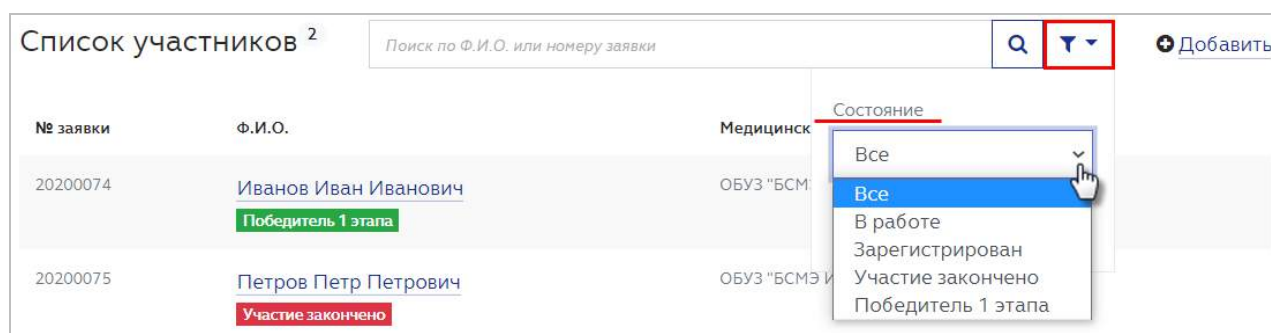 Список участников 2 Поиск по Ф.И.О. или номеру заявки Добавить
Состояние
№ заявки Ф.И.О. Медицинск
Все
20200074 Иванов Иван Иванович ОБУЗ "БСМ
Все
Победитель 1 этапа
В работе
Зарегистрирован
20200075 Петров Петр Петрович ОБУЗ "БСМЭ И
Участие закончено
Участие закончено
Победитель 1 этапа